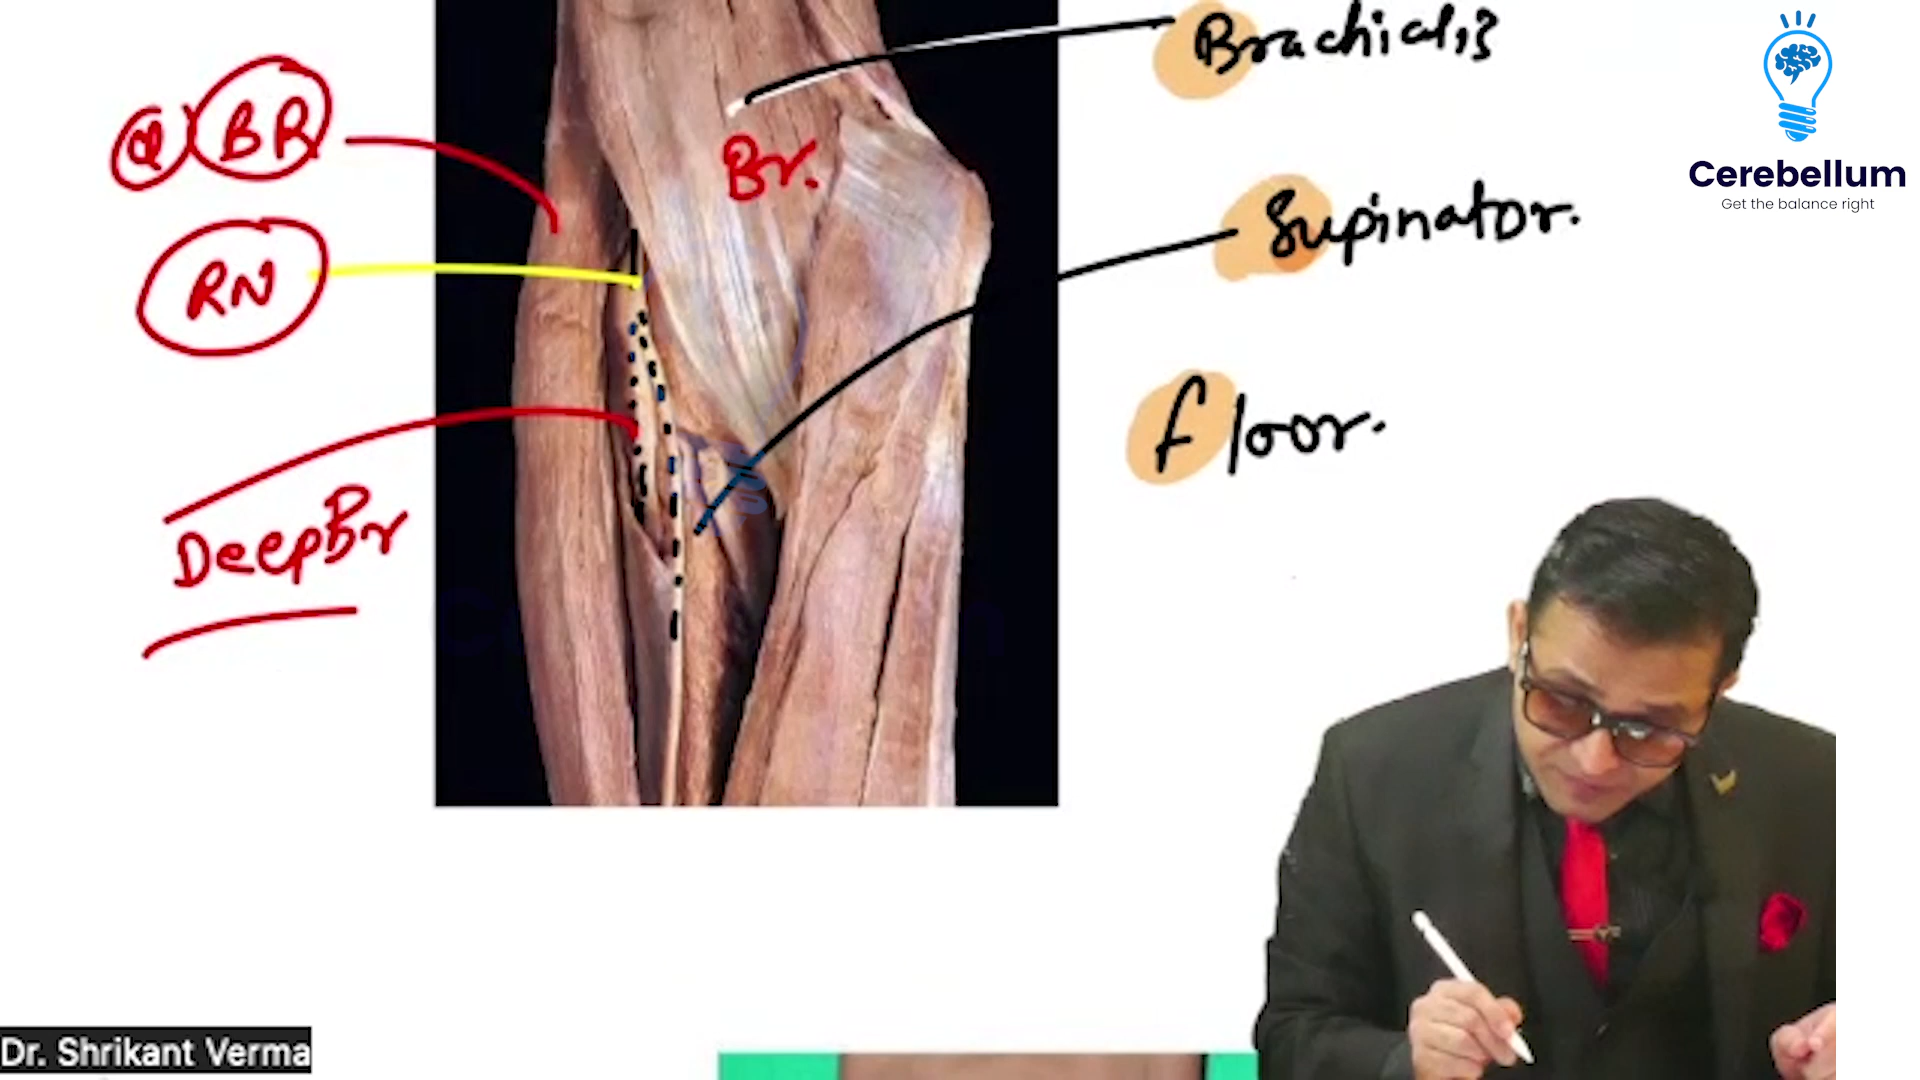 Brachialis
@ BR
Br.
Supinator.
RN
floor.
Deep Br
Cerebellum
Get the balance right
Dr. Shrikant Verma